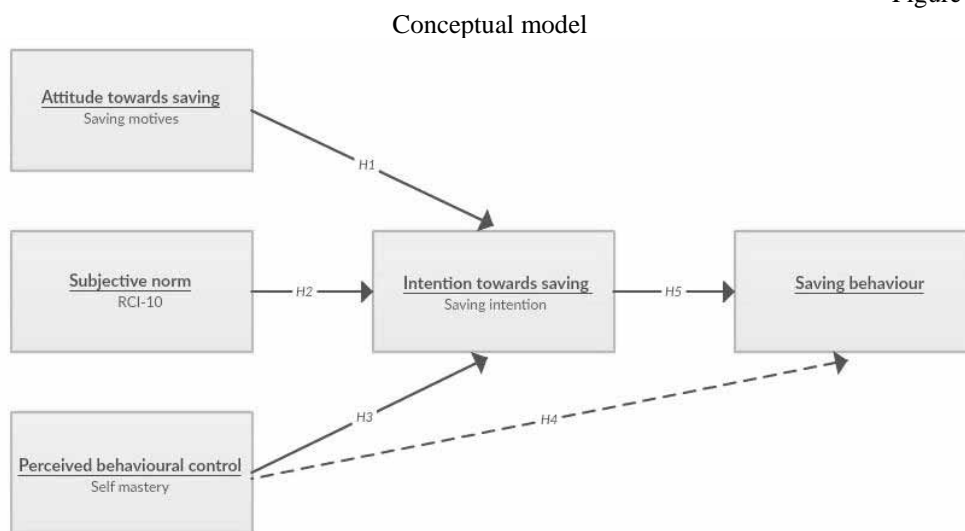 Figure
Conceptual model
Attitude towards saving
Saving motives
H1
Subjective norm
RCI-10
H2
Intention towards saving
Saving intention
H5
Saving behaviour
H3
H4
Perceived behavioural control
Self mastery